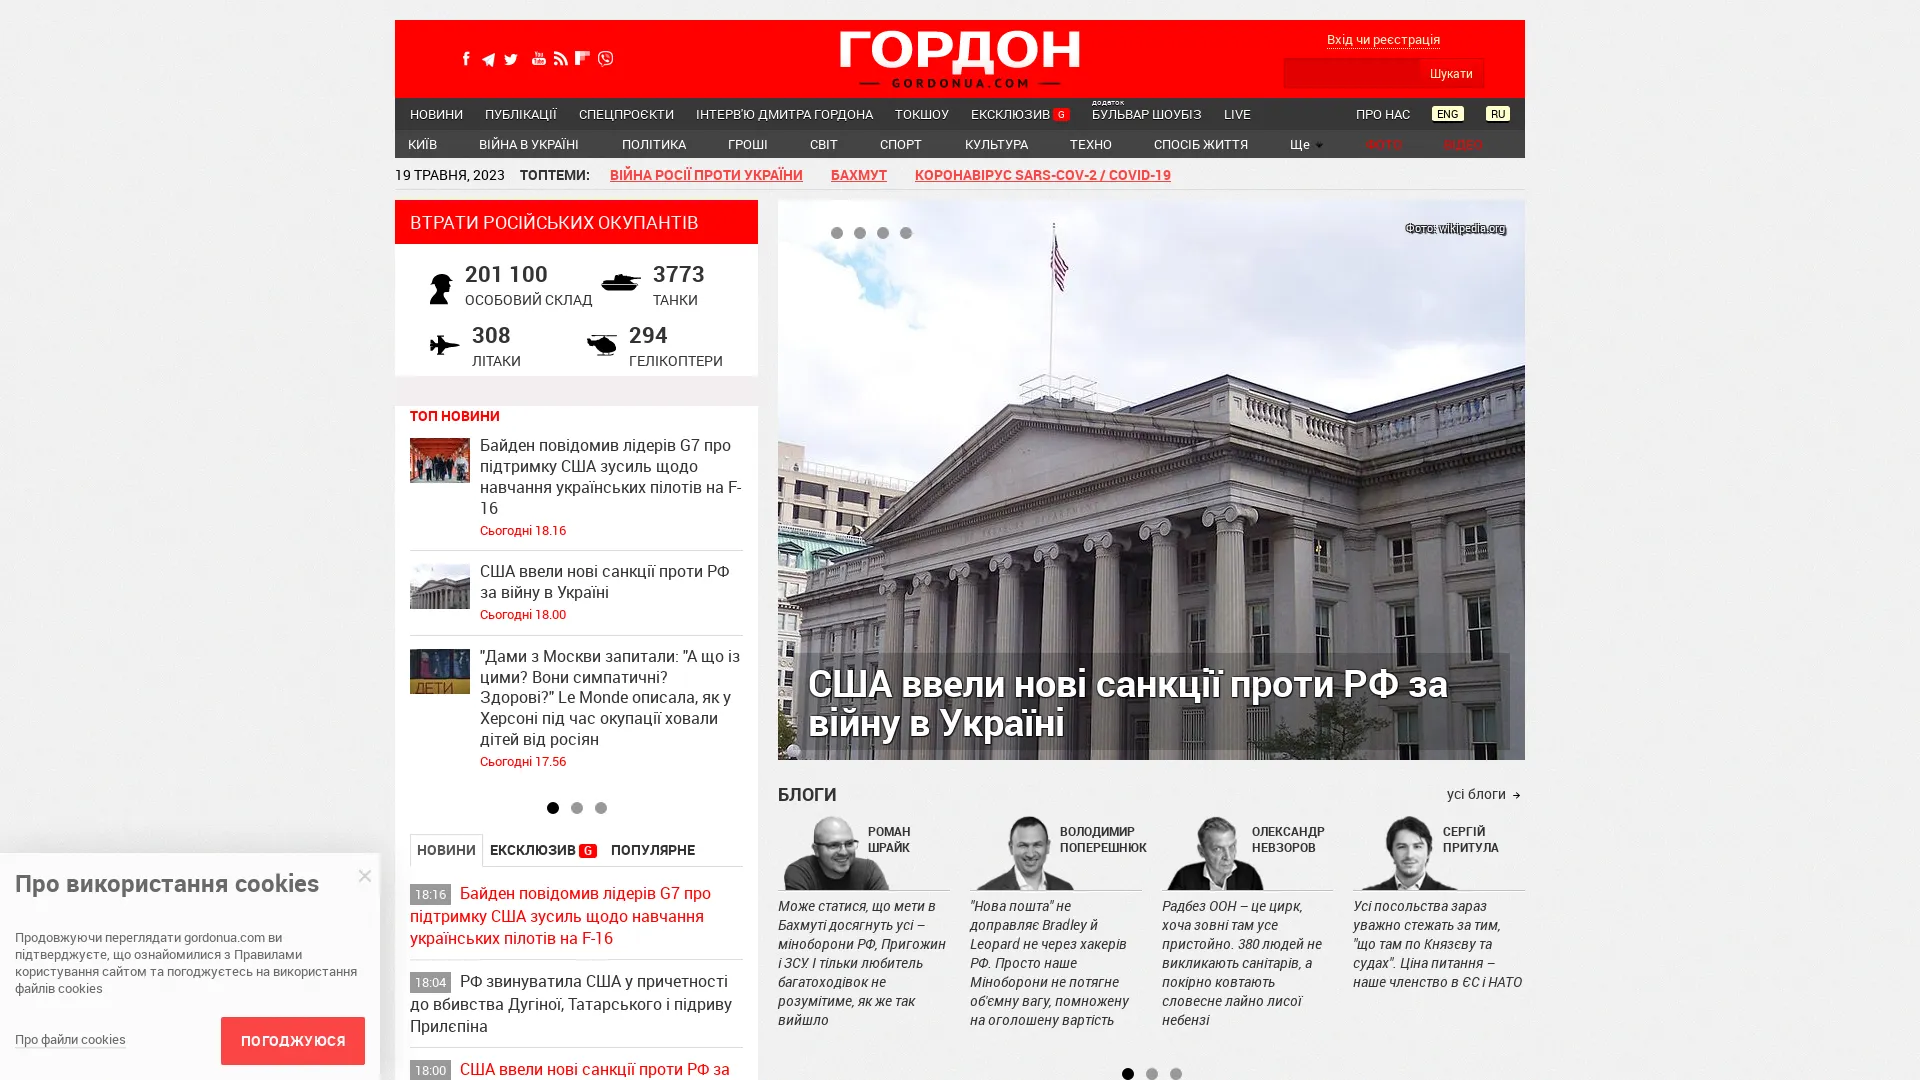 ГОРДОН
GORDONUA.COM
Вхід чи реєстрація
Шукати
НОВИНИ ПУБЛІКАЦІЇ СПЕЦПРОЄКТИ ІНТЕРВ'Ю ДМИТРА ГОРДОНА ТОКШОУ ЕКСКЛЮЗИВ G додаток БУЛЬВАР ШОУБІЗ LIVE ПРО НАС ENG RU
КИЇВ ВІЙНА В УКРАЇНІ ПОЛІТИКА ГРОШІ СВІТ СПОРТ КУЛЬТУРА ТЕХНО СПОСІБ ЖИТТЯ Ще ФОТО ВІДЕО
19 ТРАВНЯ, 2023 ТОПТЕМИ: ВІЙНА РОСІЇ ПРОТИ УКРАЇНИ БАХМУТ КОРОНАВІРУС SARS-COV-2 / COVID-19
ВТРАТИ РОСІЙСЬКИХ ОКУПАНТІВ
201 100
ОСОБОВИЙ СКЛАД
3773
ТАНКИ
308
ЛІТАКИ
294
ГЕЛІКОПТЕРИ
ТОП НОВИНИ
Байден повідомив лідерів G7 про
підтримку США зусиль щодо
навчання українських пілотів на F-
16
Сьогодні 18.16
США ввели нові санкції проти РФ
за війну в Україні
Сьогодні 18.00
"Дами з Москви запитали: "А що із
цими? Вони симпатичні?
Здорові?" Le Monde описала, як у
Херсоні під час окупації ховали
дітей від росіян
Сьогодні 17.56
ДЕТИ
НОВИНИ ЕКСКЛЮЗИВ G ПОПУЛЯРНЕ
18:16 Байден повідомив лідерів G7 про
підтримку США зусиль щодо навчання
українських пілотів на F-16
18:04 РФ звинуватила США у причетності
до вбивства Дугіної, Татарського і підриву
Прилєпіна
18:00 США ввели нові санкції проти РФ за
Фото: wikipedia.org
США ввели нові санкції проти РФ за
війну в Україні
БЛОГИ
усі блоги
РОМАН
ШРАЙК
Може статися, що мети в
Бахмуті досягнуть усі –
міноборони РФ, Пригожин
і ЗСУ. І тільки любитель
багатоходівок не
розумітиме, як же так
вийшло
ВОЛОДИМИР
ПОПЕРЕШНЮК
"Нова пошта" не
доправляє Bradley й
Leopard не через хакерів
РФ. Просто наше
Міноборони не потягне
об'ємну вагу, помножену
на оголошену вартість
ОЛЕКСАНДР
НЕВЗОРОВ
Радбез ООН – це цирк,
хоча зовні там усе
пристойно. 380 людей не
викликають санітарів, а
покірно ковтають
словесне лайно лисої
небензі
СЕРГІЙ
ПРИТУЛА
Усі посольства зараз
уважно стежать за тим,
"що там по Князєву та
судах". Ціна питання –
наше членство в ЄС і НАТО
Про використання cookies
Продовжуючи переглядати gordonua.com ви
підтверджуєте, що ознайомилися з Правилами
користування сайтом та погоджуєтесь на використання
файлів cookies
Про файли cookies
ПОГОДЖУЮСЯ